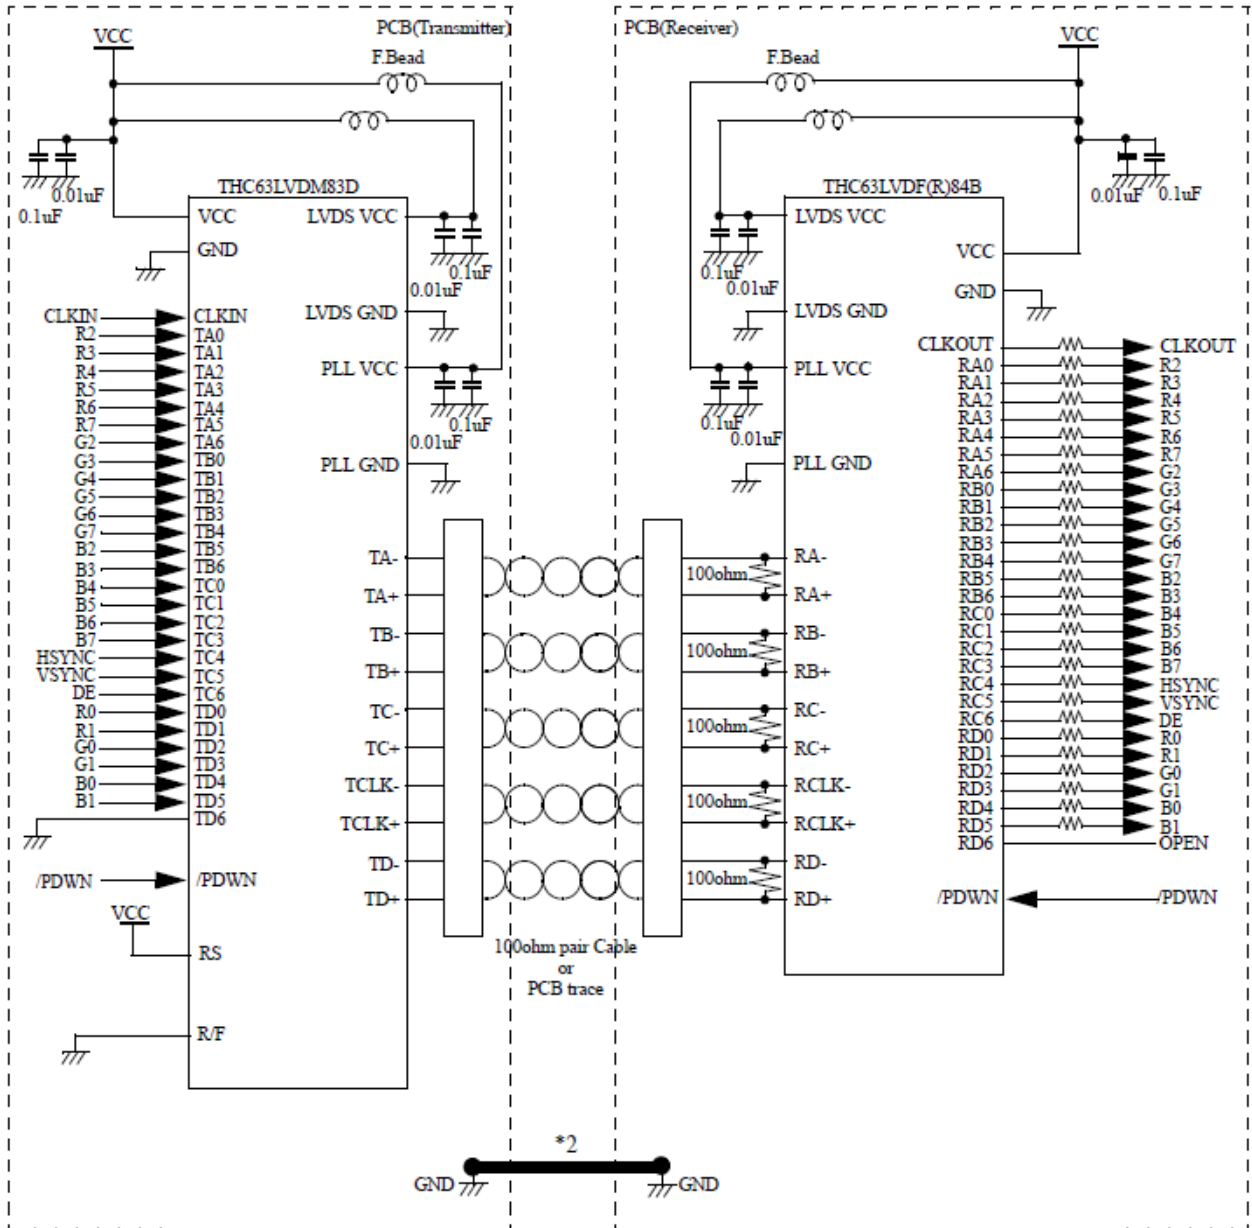 PCB(Transmitter)
VCC
F.Bead
0.01uF
0.1uF
THC63LVDM83D
VCC
LVDS VCC
GND
0.1uF
0.01uF
LVDS GND
PLL VCC
0.1uF
0.01uF
PLL GND
CLKIN CLKIN
R2 TA0
R3 TA1
R4 TA2
R5 TA3
R6 TA4
R7 TA5
G2 TA6
G3 TB0
G4 TB1
G5 TB2
G6 TB3
G7 TB4
B2 TB5
B3 TB6
B4 TC0
B5 TC1
B6 TC2
B7 TC3
HSYNC TC4
VSYNC TC5
DE TC6
R0 TD0
R1 TD1
G0 TD2
G1 TD3
B0 TD4
B1 TD5
TD6
/PDWN /PDWN
VCC
RS
R/F
TA-
TA+
TB-
TB+
TC-
TC+
TCLK-
TCLK+
TD-
TD+
100ohm pair Cable
or
PCB trace
PCB(Receiver)
VCC
F.Bead
0.01uF
0.1uF
THC63LVDF(R)84B
LVDS VCC
VCC
0.1uF
0.01uF
GND
LVDS GND
PLL VCC
0.1uF
0.01uF
PLL GND
CLKOUT CLKOUT
RA0 R2
RA1 R3
RA2 R4
RA3 R5
RA4 R6
RA5 R7
RA6 G2
RB0 G3
RB1 G4
RB2 G5
RB3 G6
RB4 G7
RB5 B2
RB6 B3
RC0 B4
RC1 B5
RC2 B6
RC3 B7
RC4 HSYNC
RC5 VSYNC
RC6 DE
RD0 R0
RD1 R1
RD2 G0
RD3 G1
RD4 B0
RD5 B1
RD6 OPEN
/PDWN /PDWN
RA-
100ohm
RA+
RB-
100ohm
RB+
RC-
100ohm
RC+
RCLK-
100ohm
RCLK+
RD-
100ohm
RD+
*2
GND GND